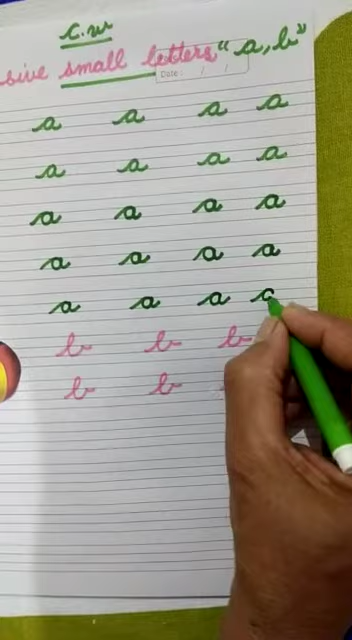 c.w
sive small letters "a, b"
Date: / /
a a a a
a a a a
a a a a
a a a a
a a a a
b b b
b b